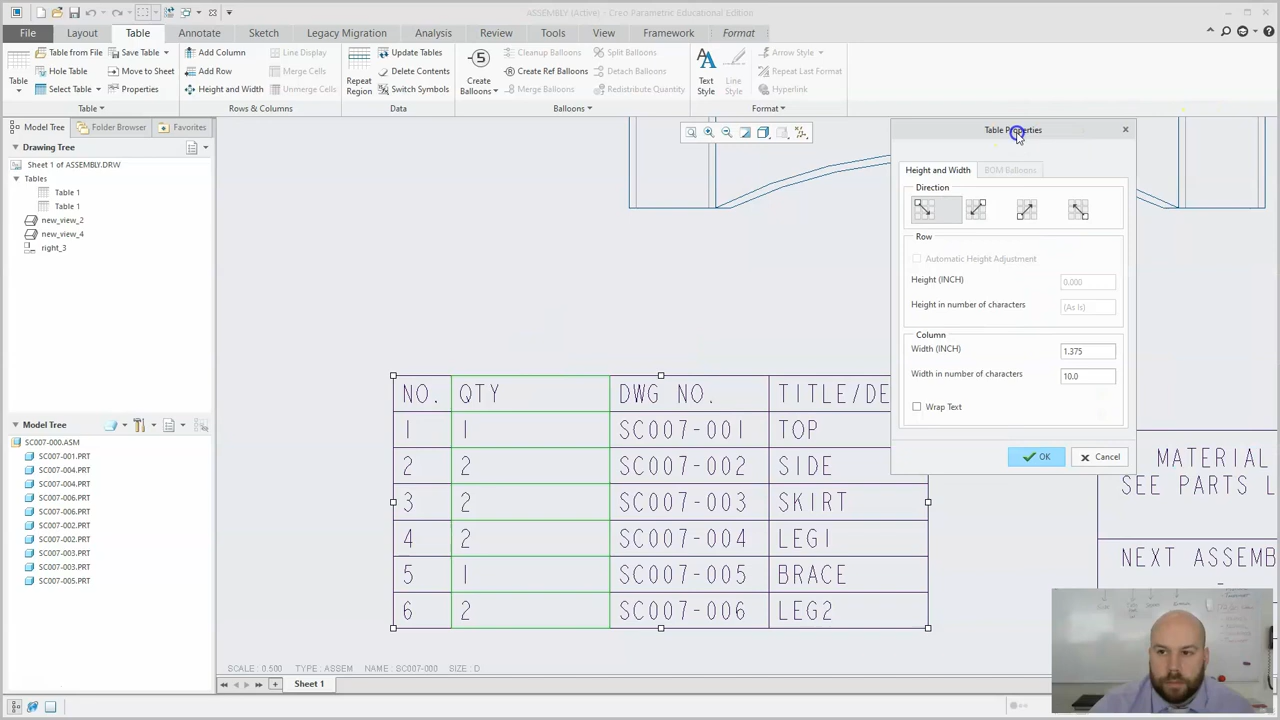 ASSEMBLY (Active) - Creo Parametric Educational Edition
File Layout Table Annotate Sketch Legacy Migration Analysis Review Tools View Framework Format
Table from File Save Table Add Column Line Display Update Tables Cleanup Balloons Split Balloons Arrow Style
Hole Table Move to Sheet Add Row Merge Cells Delete Contents Create Ref Balloons Detach Balloons Repeat Last Format
Table Select Table Properties Height and Width Unmerge Cells Repeat Region Switch Symbols Create Balloons Merge Balloons Redistribute Quantity Text Style Line Style Hyperlink
Table Rows & Columns Data Balloons Format
Model Tree Folder Browser Favorites
Drawing Tree
Sheet 1 of ASSEMBLY.DRW
Tables
Table 1
Table 1
new_view_2
new_view_4
right_3
Model Tree
SC007-000.ASM
SC007-001.PRT
SC007-004.PRT
SC007-004.PRT
SC007-006.PRT
SC007-006.PRT
SC007-002.PRT
SC007-002.PRT
SC007-003.PRT
SC007-003.PRT
SC007-005.PRT
Table Properties
Height and Width BOM Balloons
Direction
Row
Automatic Height Adjustment
Height (INCH) 0.000
Height in number of characters (As Is)
Column
Width (INCH) 1.375
Width in number of characters 10.0
Wrap Text
OK Cancel
NO. QTY DWG NO. TITLE/DE
1 1 SC007-001 TOP
2 2 SC007-002 SIDE
3 2 SC007-003 SKIRT
4 2 SC007-004 LEG1
5 1 SC007-005 BRACE
6 2 SC007-006 LEG2
MATERIAL
SEE PARTS L
NEXT ASSEMB
-
SCALE : 0.500 TYPE : ASSEM NAME : SC007-000 SIZE : D
Sheet 1